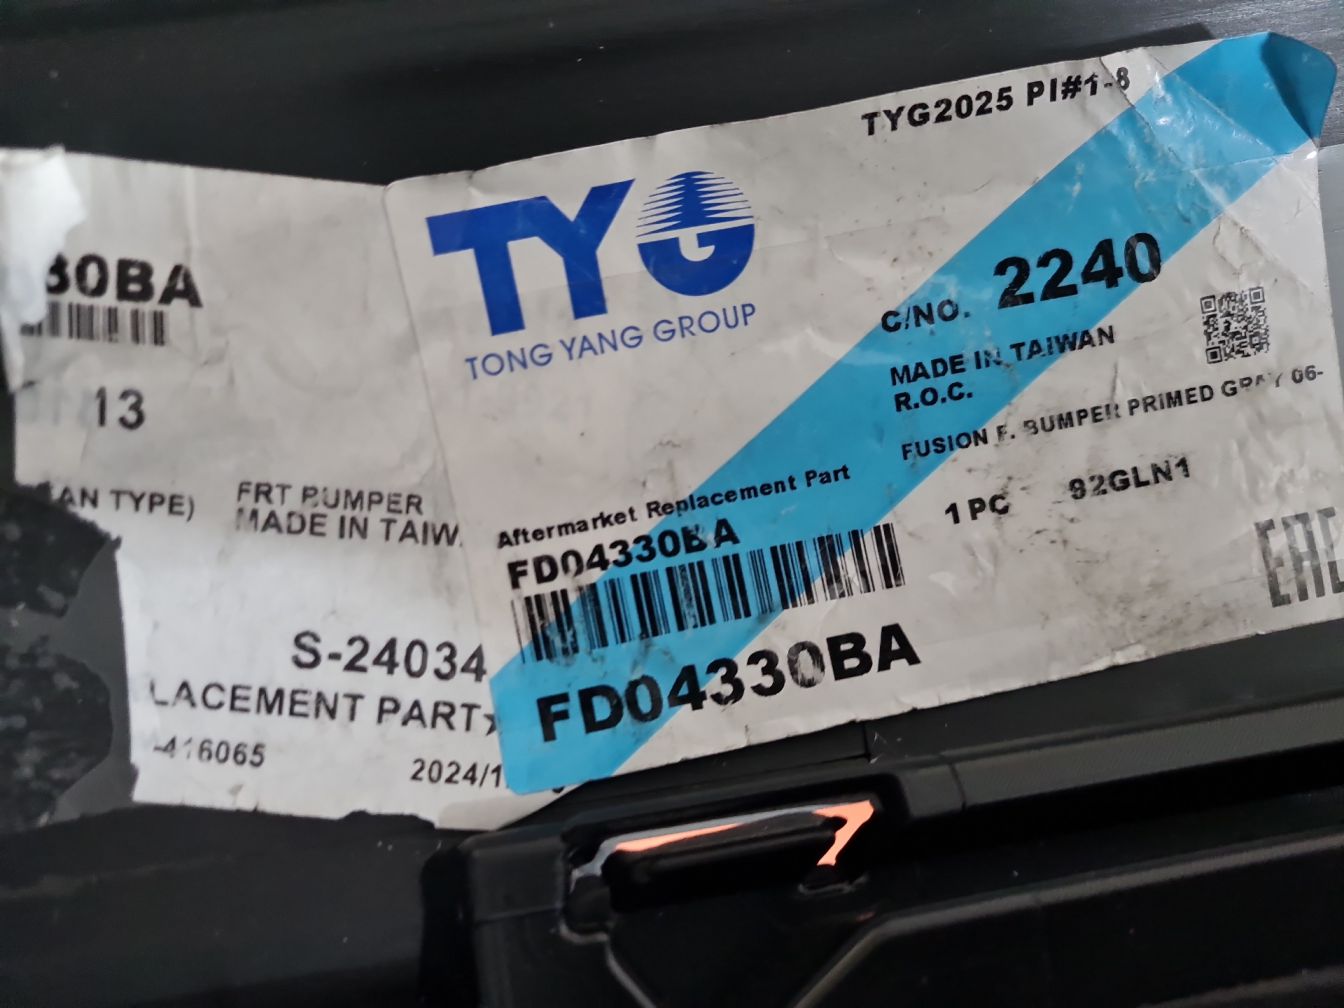 30BA
13
AN TYPE)
FRT BUMPER
MADE IN TAIW
S-24034
LACEMENT PART
-416065
2024/1
TYG2025 PI#1-8
TYG
TONG YANG GROUP
C/NO. 2240
MADE IN TAIWAN
R.O.C.
FUSION F. BUMPER PRIMED GRAY 06-
1 PC 92GLN1
Aftermarket Replacement Part
FD04330BA
FD04330BA
EAC